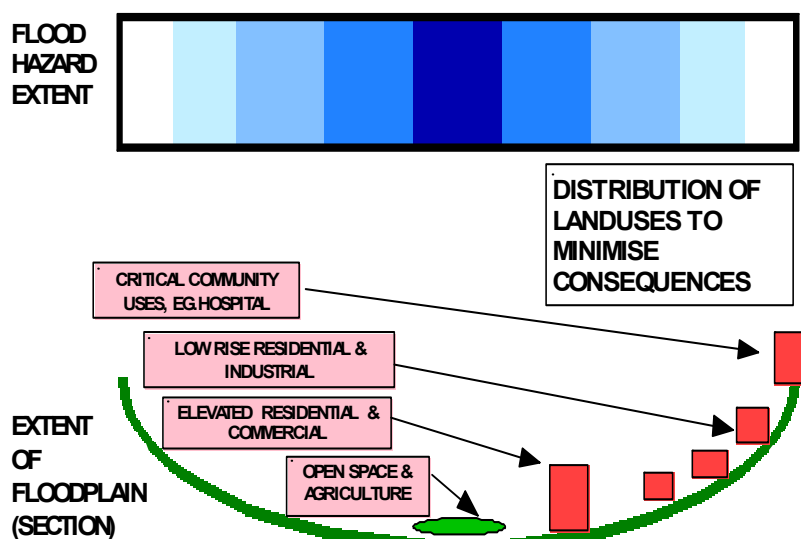 FLOOD
HAZARD
EXTENT
DISTRIBUTION OF
LANDUSES TO
MINIMISE
CONSEQUENCES
CRITICAL COMMUNITY
USES, EG.HOSPITAL
LOW RISE RESIDENTIAL &
INDUSTRIAL
ELEVATED RESIDENTIAL &
COMMERCIAL
OPEN SPACE &
AGRICULTURE
EXTENT
OF
FLOODPLAIN
(SECTION)